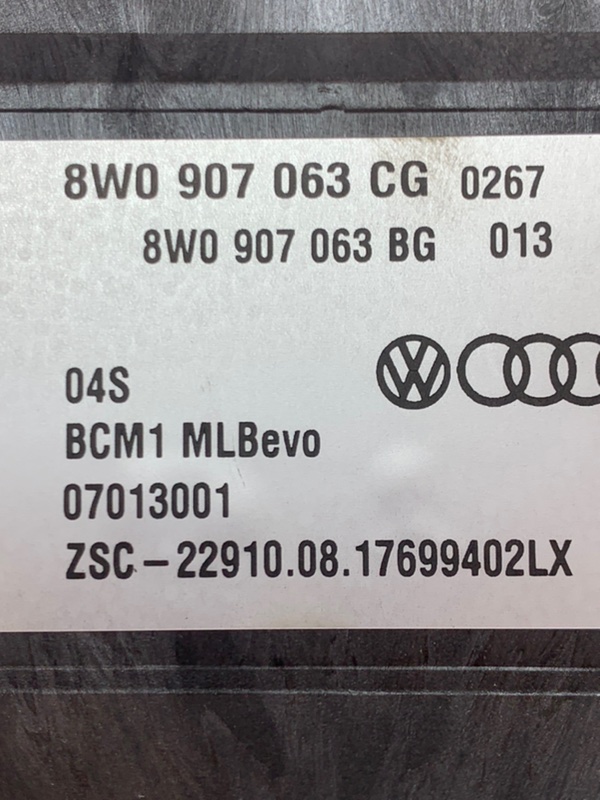 8W0 907 063 CG 0267
8W0 907 063 BG 013
04S
BCM1 MLBevo
07013001
ZSC-22910.08.17699402LX